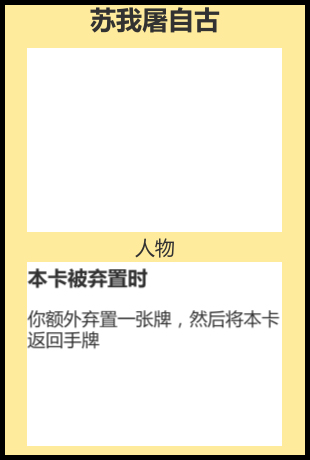 苏我屠自古
人物
本卡被弃置时
你额外弃置一张牌，然后将本卡
返回手牌